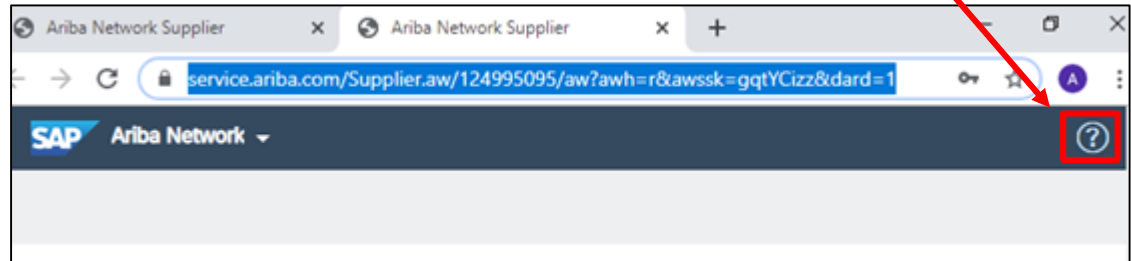 Ariba Network Supplier Ariba Network Supplier
service.ariba.com/Supplier.aw/124995095/aw?awh=r&awssk=gqtYCizz&dard=1
A
SAP Ariba Network
?